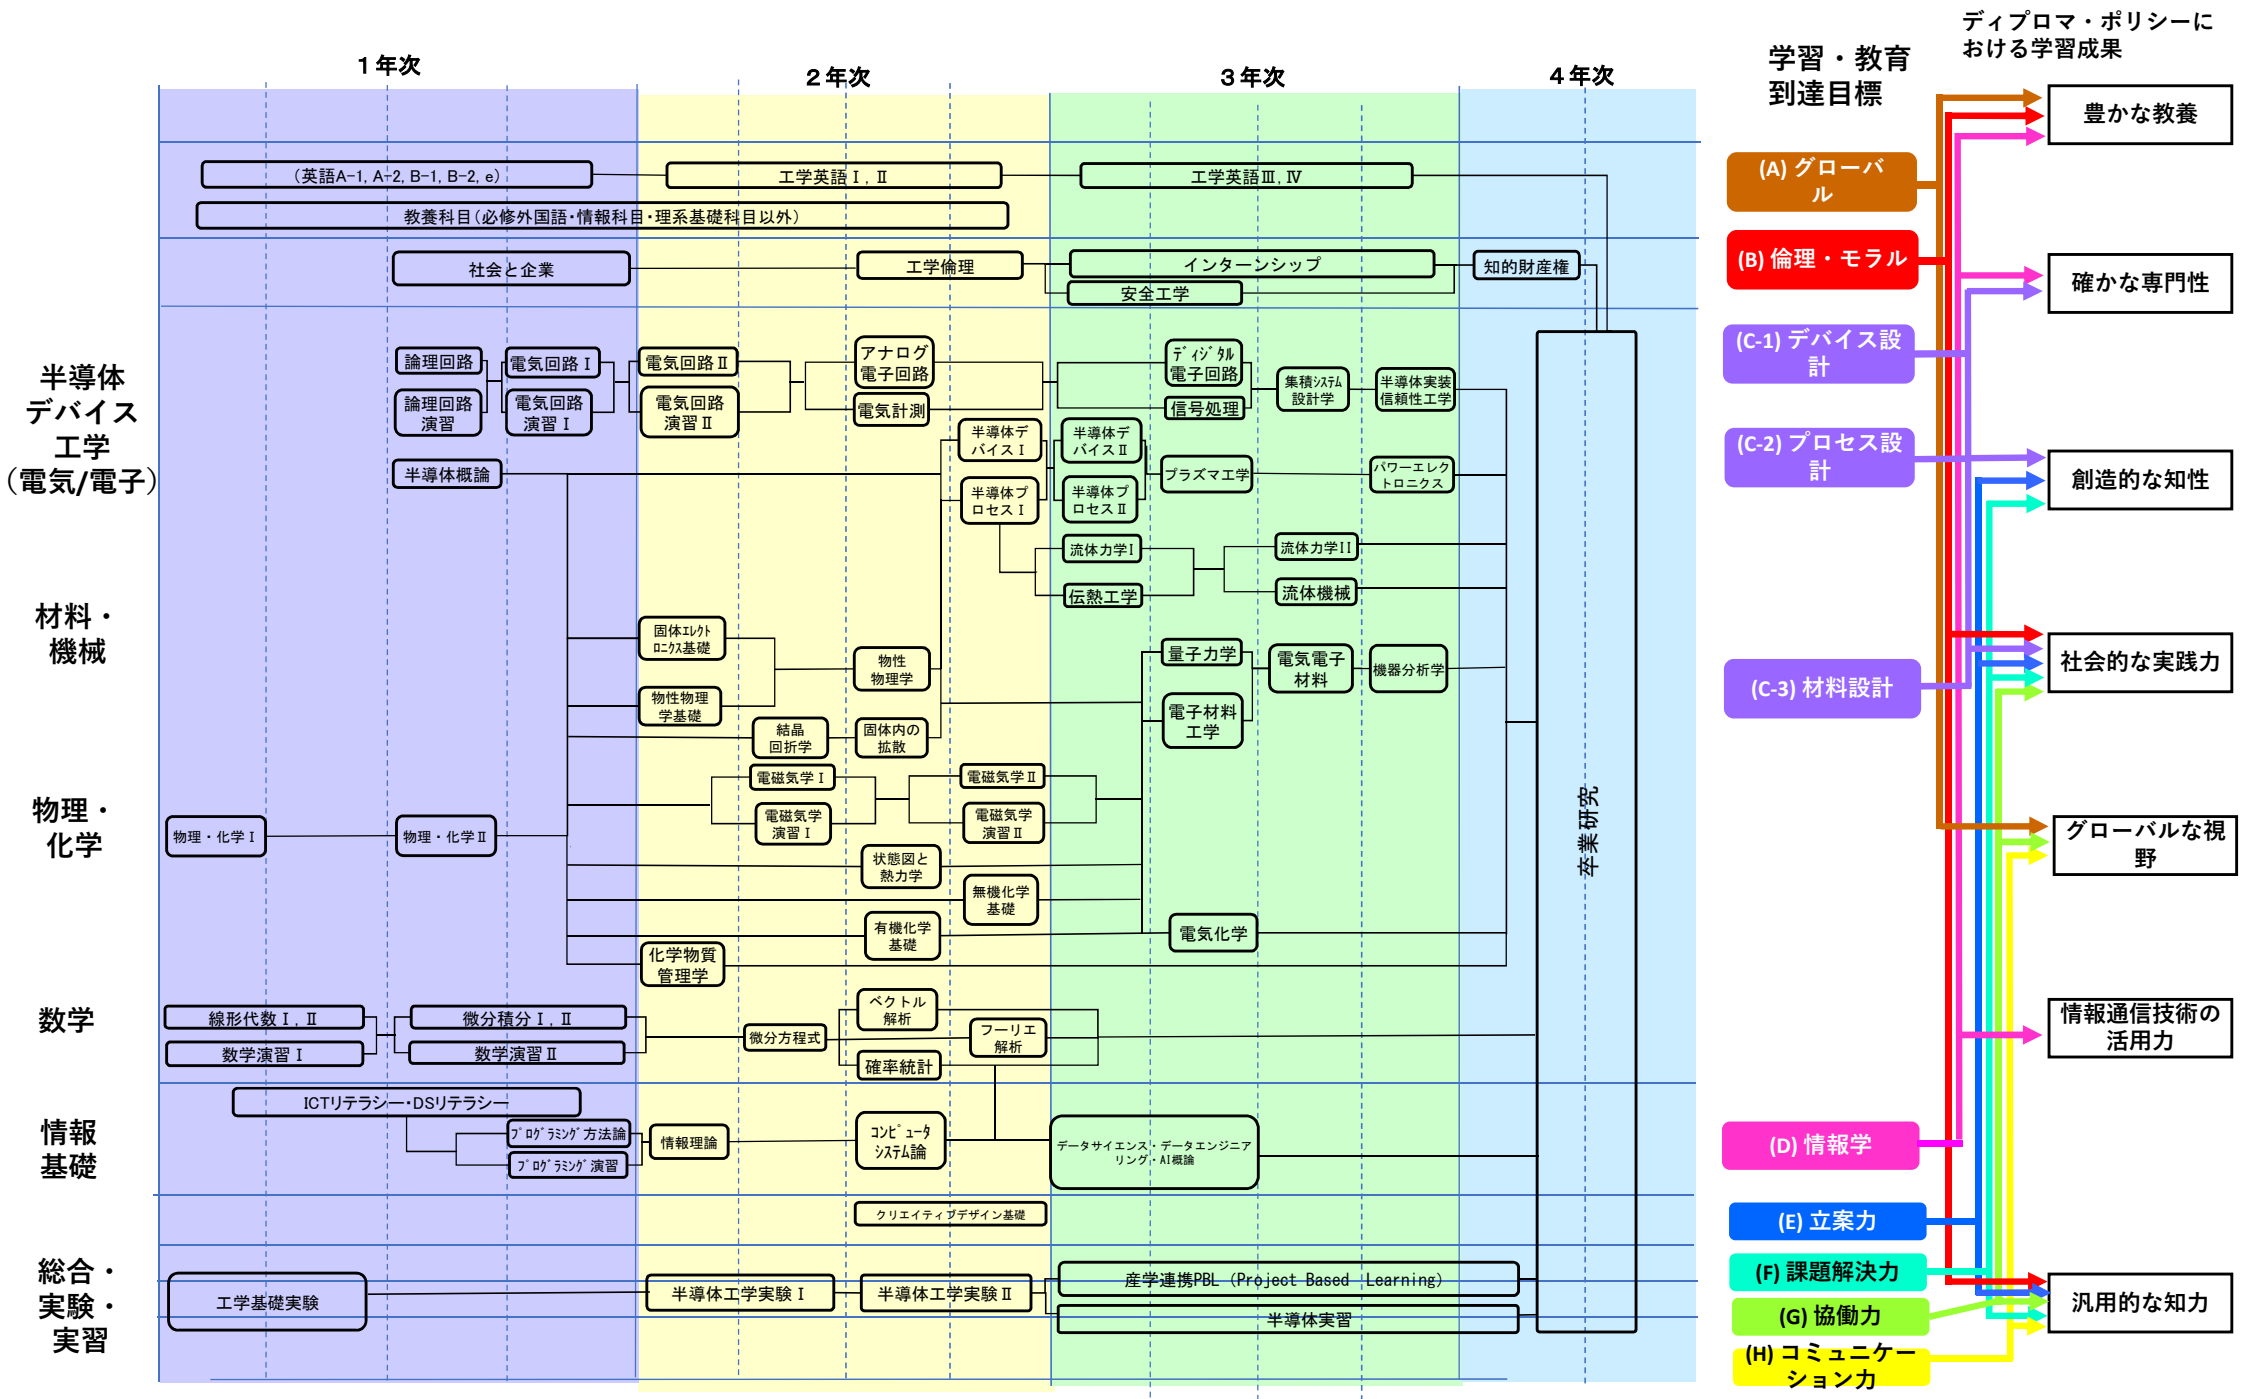 ディプロマ・ポリシーに
おける学習成果
学習・教育
到達目標
1年次
2年次
3年次
4年次
(英語A-1, A-2, B-1, B-2, e)
工学英語Ⅰ, Ⅱ
工学英語Ⅲ, Ⅳ
教養科目(必修外国語・情報科目・理系基礎科目以外)
社会と企業
工学倫理
インターンシップ
安全工学
知的財産権
半導体
デバイス
工学
(電気/電子)
論理回路
論理回路
演習
電気回路Ⅰ
電気回路
演習Ⅰ
電気回路Ⅱ
電気回路
演習Ⅱ
アナログ
電子回路
電気計測
ディジタル
電子回路
信号処理
集積システム
設計学
半導体実装
信頼性工学
半導体概論
半導体デ
バイスⅠ
半導体プ
ロセスⅠ
半導体デ
バイスⅡ
半導体プ
ロセスⅡ
プラズマ工学
パワーエレク
トロニクス
流体力学I
伝熱工学
流体力学II
流体機械
材料・
機械
固体エレクト
ロニクス基礎
物性物理
学基礎
物性
物理学
結晶
回折学
固体内の
拡散
量子力学
電子材料
工学
電気電子
材料
機器分析学
物理・
化学
物理・化学Ⅰ
物理・化学Ⅱ
電磁気学Ⅰ
電磁気学
演習Ⅰ
電磁気学Ⅱ
電磁気学
演習Ⅱ
状態図と
熱力学
無機化学
基礎
有機化学
基礎
電気化学
化学物質
管理学
卒業研究
数学
線形代数Ⅰ, Ⅱ
数学演習Ⅰ
微分積分Ⅰ, Ⅱ
数学演習Ⅱ
微分方程式
ベクトル
解析
フーリエ
解析
確率統計
情報
基礎
ICTリテラシー・DSリテラシー
プログラミング方法論
プログラミング演習
情報理論
コンピュータ
システム論
データサイエンス・データエンジニア
リング・AI概論
クリエイティブデザイン基礎
総合・
実験・
実習
工学基礎実験
半導体工学実験Ⅰ
半導体工学実験Ⅱ
産学連携PBL (Project Based Learning)
半導体実習
(A) グローバ
ル
(B) 倫理・モラル
(C-1) デバイス設
計
(C-2) プロセス設
計
(C-3) 材料設計
(D) 情報学
(E) 立案力
(F) 課題解決力
(G) 協働力
(H) コミュニケー
ション力
豊かな教養
確かな専門性
創造的な知性
社会的な実践力
グローバルな視
野
情報通信技術の
活用力
汎用的な知力